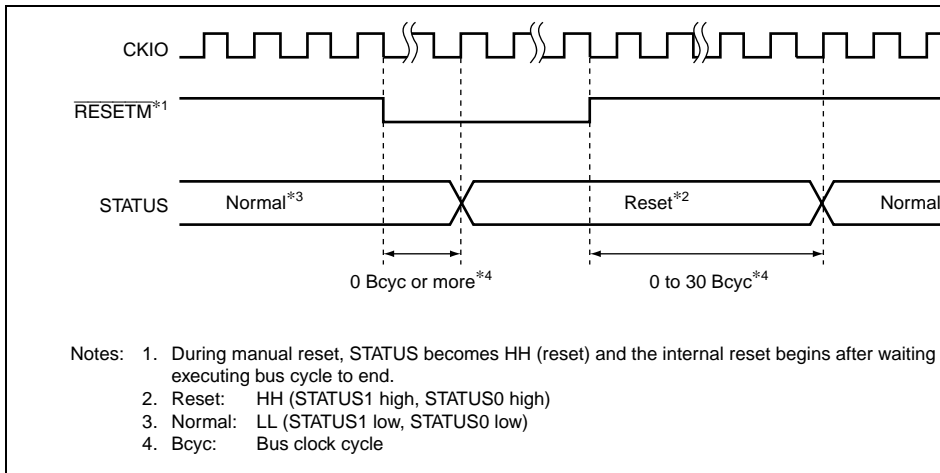 CKIO
RESETM*1
STATUS Normal*3 Reset*2 Normal
0 Bcyc or more*4 0 to 30 Bcyc*4
Notes: 1. During manual reset, STATUS becomes HH (reset) and the internal reset begins after waiting
executing bus cycle to end.
2. Reset: HH (STATUS1 high, STATUS0 high)
3. Normal: LL (STATUS1 low, STATUS0 low)
4. Bcyc: Bus clock cycle